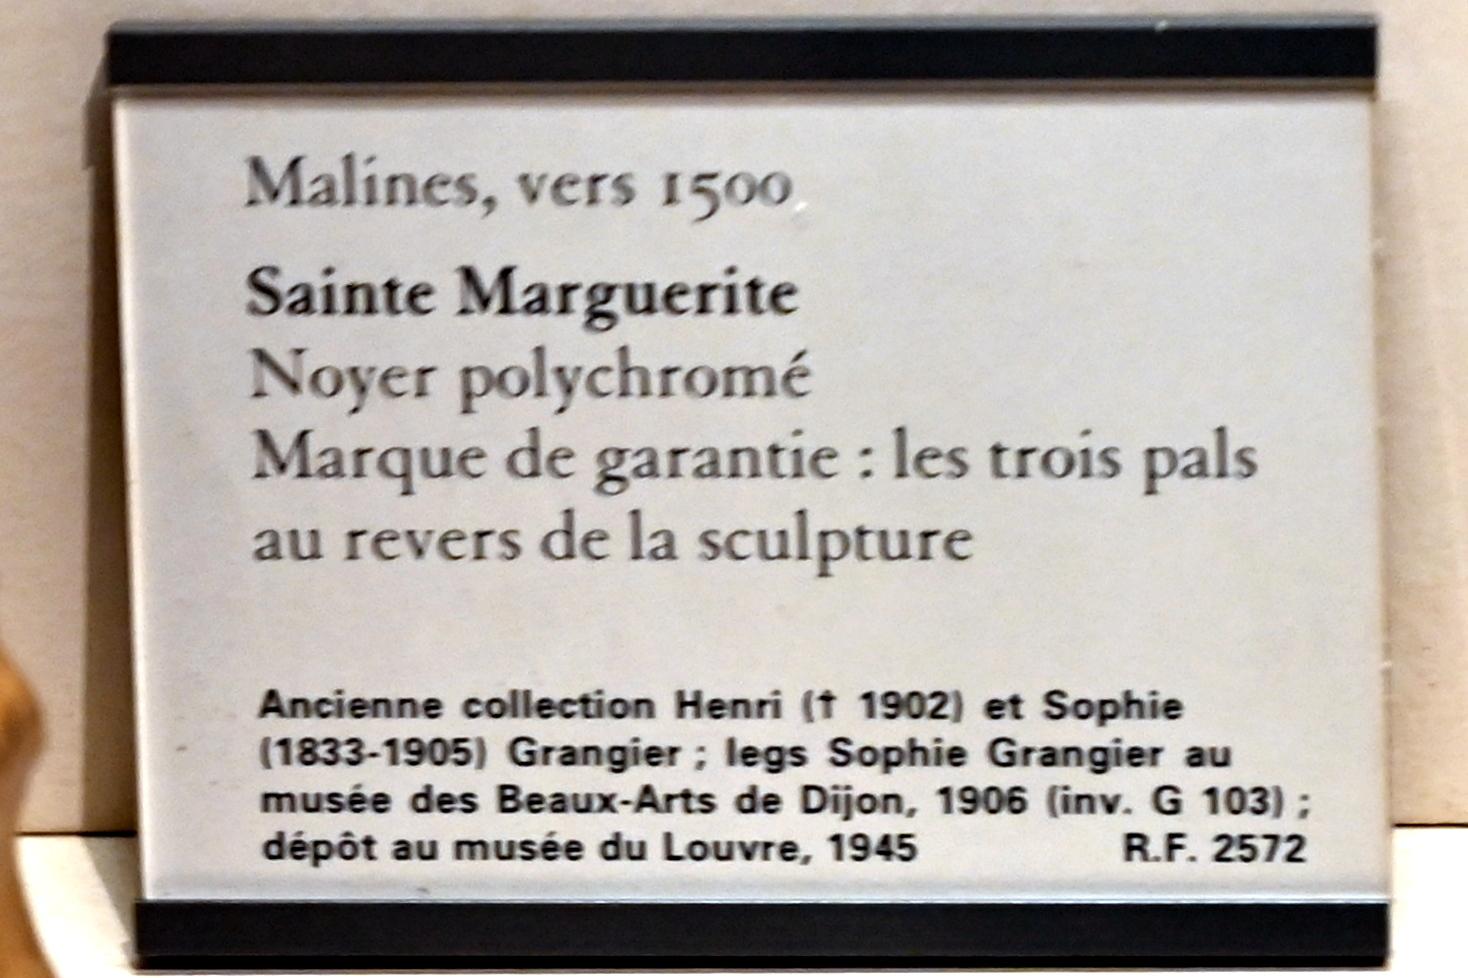 Malines, vers 1500
Sainte Marguerite
Noyer polychromé
Marque de garantie : les trois pals
au revers de la sculpture
Ancienne collection Henri († 1902) et Sophie
(1833-1905) Grangier ; legs Sophie Grangier au
musée des Beaux-Arts de Dijon, 1906 (inv. G 103) ;
dépôt au musée du Louvre, 1945 R.F. 2572